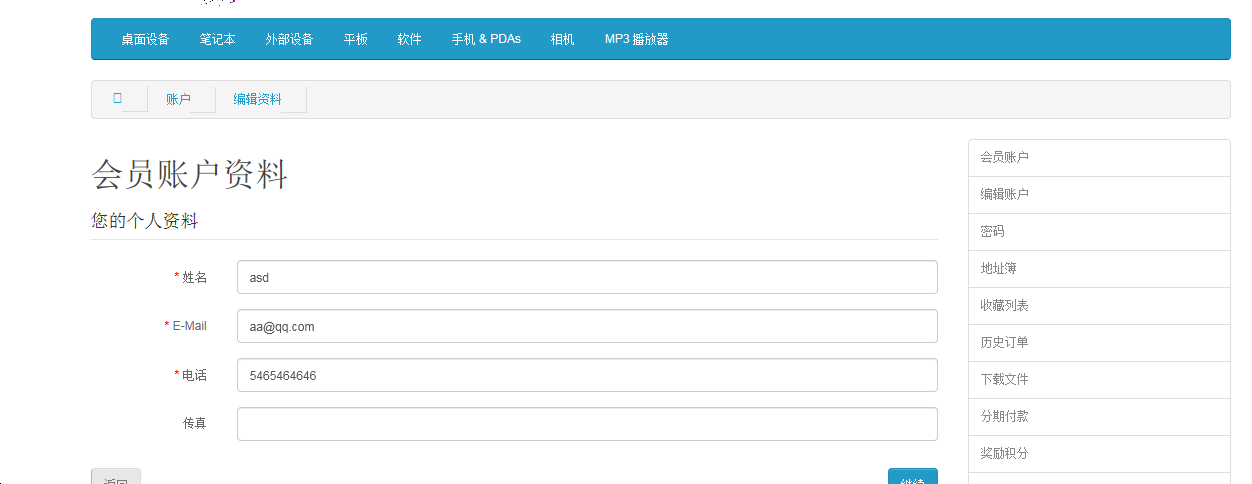 桌面设备 笔记本 外部设备 平板 软件 手机 & PDAs 相机 MP3 播放器
账户 编辑资料
会员账户资料
您的个人资料
* 姓名 asd
* E-Mail aa@qq.com
* 电话 5465464646
传真
返回 继续
会员账户
编辑账户
密码
地址簿
收藏列表
历史订单
下载文件
分期付款
奖励积分